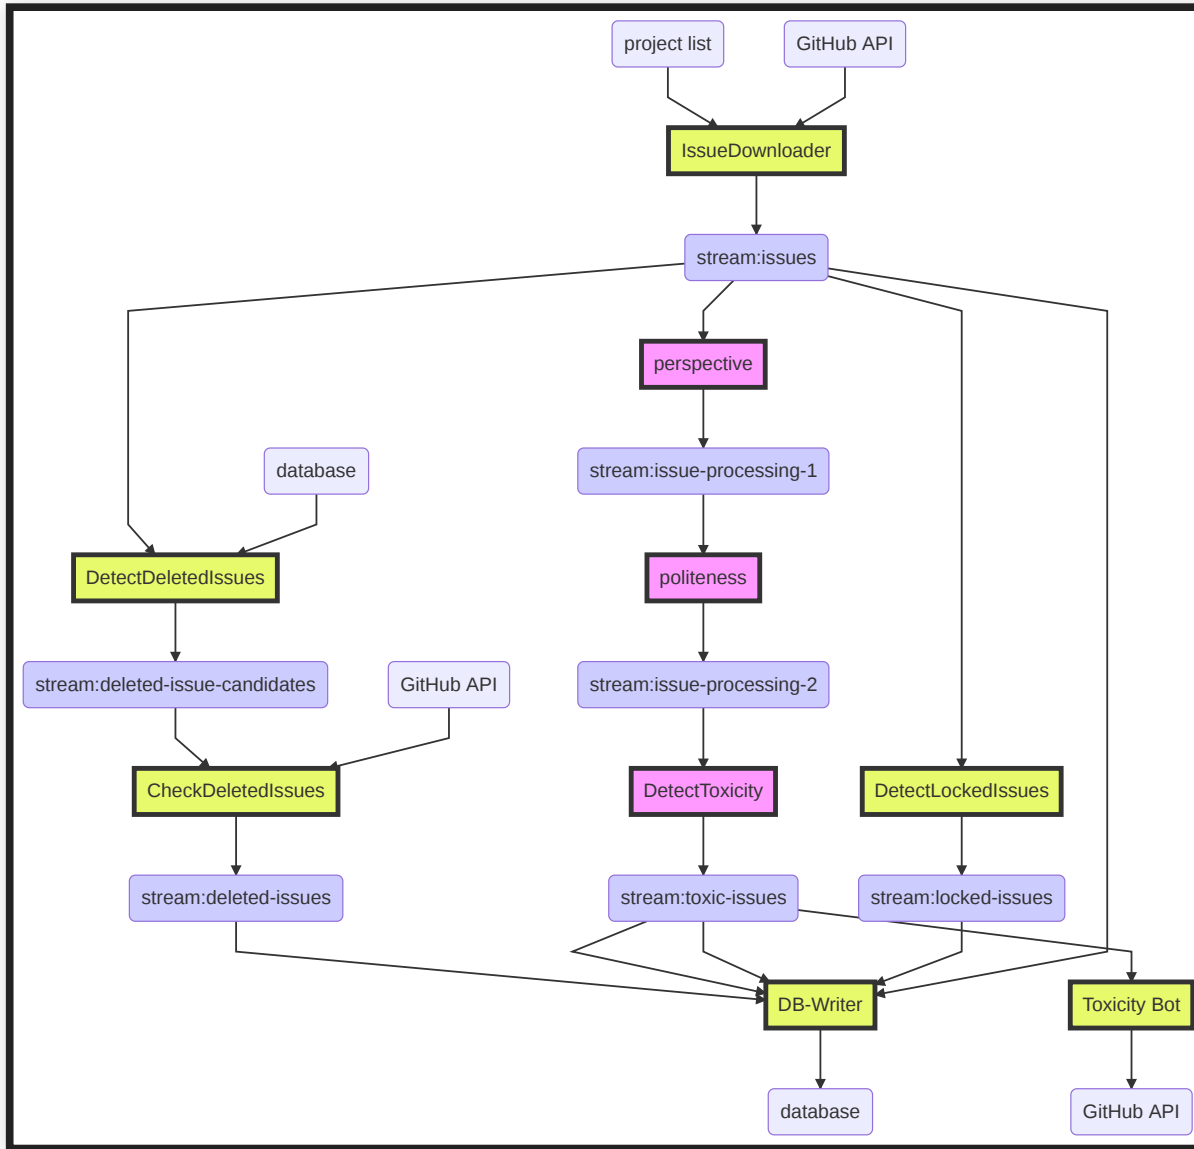 project list
GitHub API
IssueDownloader
stream:issues
perspective
database
stream:issue-processing-1
DetectDeletedIssues
politeness
stream:deleted-issue-candidates
GitHub API
stream:issue-processing-2
CheckDeletedIssues
DetectToxicity
DetectLockedIssues
stream:deleted-issues
stream:toxic-issues
stream:locked-issues
DB-Writer
Toxicity Bot
database
GitHub API